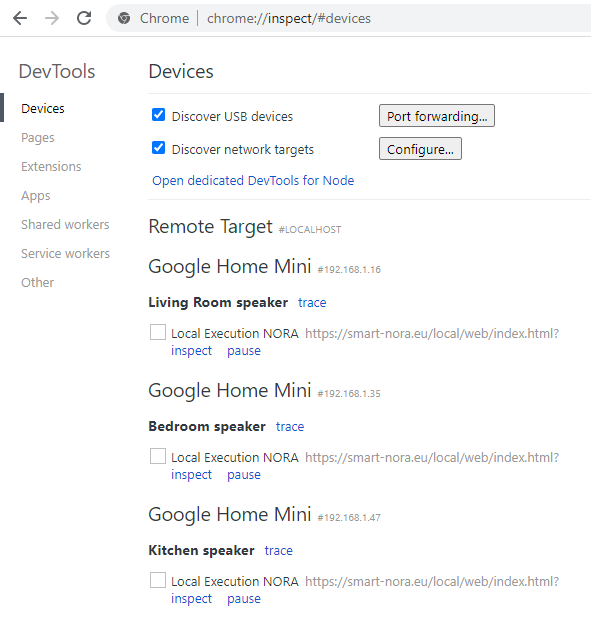 Chrome | chrome://inspect/#devices
DevTools
Devices
Pages
Extensions
Apps
Shared workers
Service workers
Other
Devices
Discover USB devices Port forwarding...
Discover network targets Configure...
Open dedicated DevTools for Node
Remote Target #LOCALHOST
Google Home Mini #192.168.1.16
Living Room speaker trace
Local Execution NORA https://smart-nora.eu/local/web/index.html?
inspect pause
Google Home Mini #192.168.1.35
Bedroom speaker trace
Local Execution NORA https://smart-nora.eu/local/web/index.html?
inspect pause
Google Home Mini #192.168.1.47
Kitchen speaker trace
Local Execution NORA https://smart-nora.eu/local/web/index.html?
inspect pause